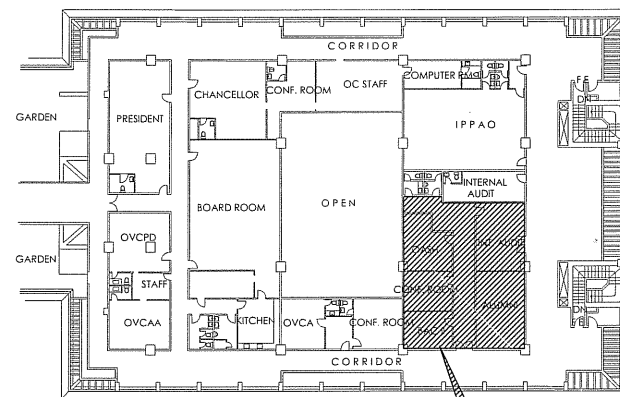 CORRIDOR
COMPUTER RM.
CHANCELLOR
CONF. ROOM
OC STAFF
F.E.
DN
GARDEN
PRESIDENT
IPPAO
INTERNAL
AUDIT
BOARD ROOM
OPEN
OVCPD
CASH
INT. AUDIT
GARDEN
STAFF
CONF. ROOM
ALUMNI
OVCAA
KITCHEN
OVCA
CONF. ROOM
BAC
DN
CORRIDOR